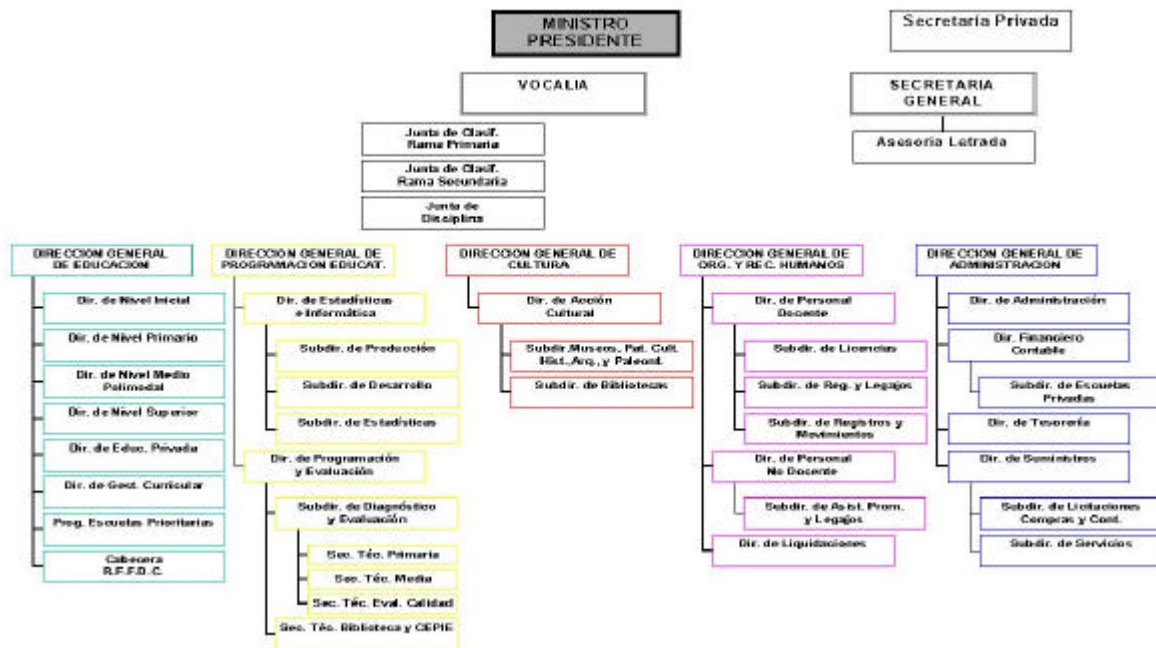 MINISTRO
PRESIDENTE
Secretaría Privada
VOCALIA
SECRETARIA
GENERAL
Asesoria Letrada
Junta de Clasif.
Rama Primaria
Junta de Clasif.
Rama Secundaria
Junta de
Disciplina
DIRECCION GENERAL
DE EDUCACION
Dir. de Nivel Inicial
Dir. de Nivel Primario
Dir. de Nivel Medio
Polimodal
Dir. de Nivel Superior
Dir. de Educ. Privada
Dir. de Gest. Curricular
Prog. Escuelas Prioritarias
Cabecera
R.F.F.D.C.
DIRECCION GENERAL DE
PROGRAMACION EDUCAT.
Dir. de Estadísticas
e Informática
Subdir. de Producción
Subdir. de Desarrollo
Subdir. de Estadísticas
Dir. de Programación
y Evaluación
Subdir. de Diagnóstico
y Evaluación
Sec. Téc. Primaria
Sec. Téc. Media
Sec. Téc. Eval. Calidad
Sec. Téc. Biblioteca y CEPIE
DIRECCION GENERAL DE
CULTURA
Dir. de Acción
Cultural
Subdir.Museos, Pat. Cult.
Hist.,Arq., y Paleont.
Subdir. de Bibliotecas
DIRECCION GENERAL DE
ORG. Y REC. HUMANOS
Dir. de Personal
Docente
Subdir. de Licencias
Subdir. de Reg. y Legajos
Subdir. de Registros y
Movimientos
Dir. de Personal
No Docente
Subdir. de Asist. Prom.
y Legajos
Dir. de Liquidaciones
DIRECCION GENERAL DE
ADMINISTRACION
Dir. de Administración
Dir. Financiero
Contable
Subdir. de Escuelas
Privadas
Dir. de Tesorería
Dir. de Suministros
Subdir. de Licitaciones
Compras y Cont.
Subdir. de Servicios